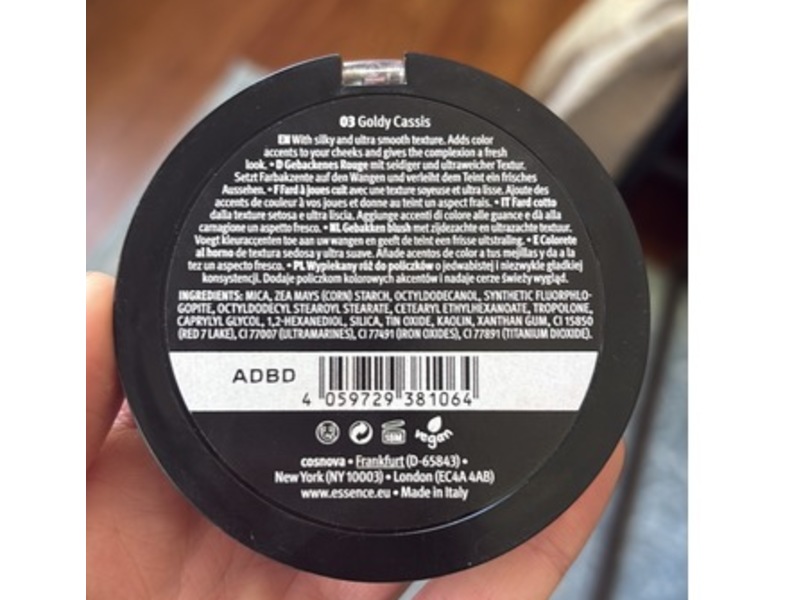 03 Goldy Cassis
EN With silky and ultra smooth texture. Adds color
accents to your cheeks and gives the complexion a fresh
look. • D Gebackenes Rouge mit seidiger und ultraweicher Textur.
Setzt Farbakzente auf den Wangen und verleiht dem Teint ein frisches
Aussehen. • F Fard à joues cuit avec une texture soyeuse et ultra lisse. Ajoute des
accents de couleur à vos joues et donne au teint un aspect frais. • IT Fard cotto
dalla texture setosa e ultra liscia. Aggiunge accenti di colore alle guance e dà alla
carnagione un aspetto fresco. • NL Gebakken blush met zijdezachte en ultrazachte textuur.
Voegt kleuraccenten toe aan uw wangen en geeft de teint een frisse uitstraling. • E Colorete
al horno de textura sedosa y ultra suave. Añade acentos de color a tus mejillas y da a la
tez un aspecto fresco. • PL Wypiekany róż do policzków o jedwabistej i niezwykle gładkiej
konsystencji. Dodaje policzkom kolorowych akcentów i nadaje cerze świeży wygląd.
INGREDIENTS: MICA, ZEA MAYS (CORN) STARCH, OCTYLDODECANOL, SYNTHETIC FLUORPHLO-
GOPITE, OCTYLDODECYL STEAROYL STEARATE, CETEARYL ETHYLHEXANOATE, TROPOLONE,
CAPRYLYL GLYCOL, 1,2-HEXANEDIOL, SILICA, TIN OXIDE, KAOLIN, XANTHAN GUM, CI 15850
(RED 7 LAKE), CI 77007 (ULTRAMARINES), CI 77491 (IRON OXIDES), CI 77891 (TITANIUM DIOXIDE).
ADBD
4 059729 381064
18M
vegan
cosnova • Frankfurt (D-65843) •
New York (NY 10003) • London (EC4A 4AB)
www.essence.eu • Made in Italy